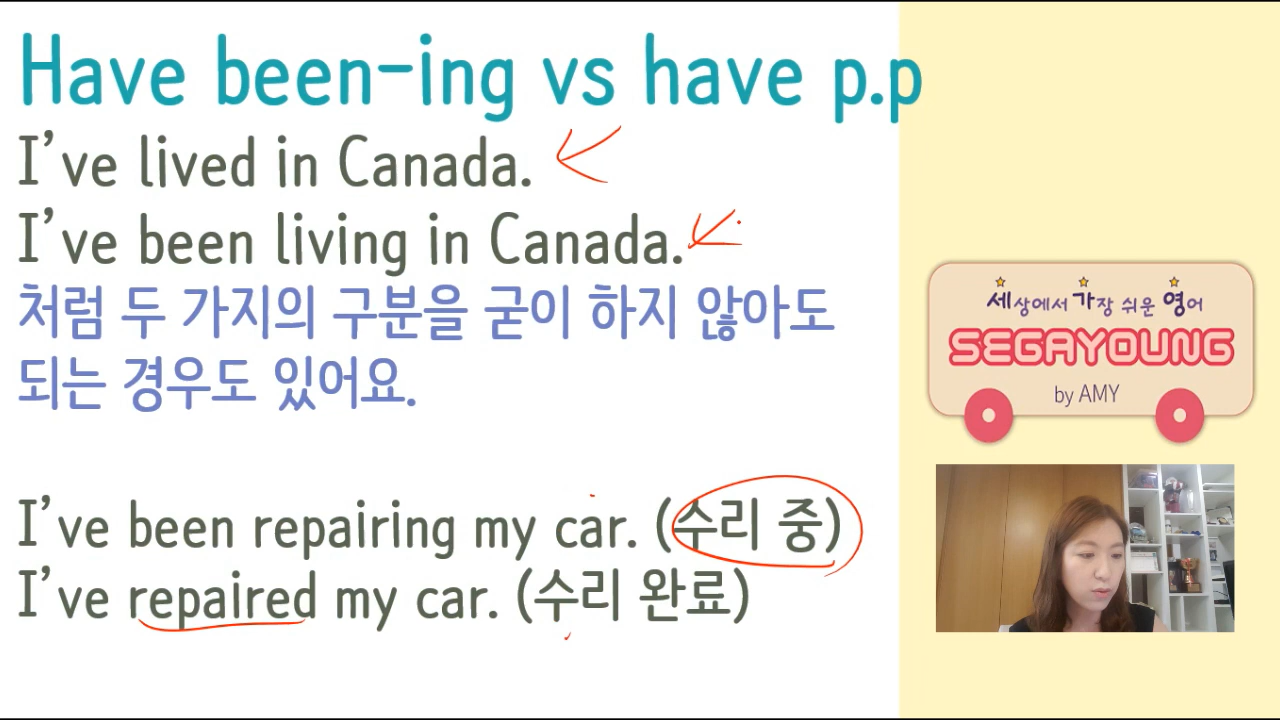 Have been-ing vs have p.p
I've lived in Canada.
I've been living in Canada.
처럼 두 가지의 구분을 굳이 하지 않아도
되는 경우도 있어요.
I've been repairing my car. (수리 중)
I've repaired my car. (수리 완료)
세상에서 가장 쉬운 영어
SEGAYOUNG
by AMY